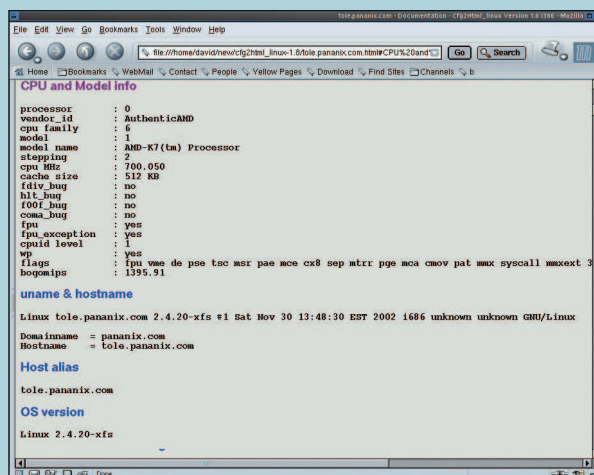 tole.pananix.com - Documentation - Cfg2Html_linux Version 1.8 i386 - Mozilla
File Edit View Go Bookmarks Tools Window Help
file:///home/david/new/cfg2html_linux-1.8/tole.pananix.com.html#CPU%20and% Go Search
Home Bookmarks WebMail Contact People Yellow Pages Download Find Sites Channels b
CPU and Model info
processor : 0
vendor_id : AuthenticAMD
cpu family : 6
model : 1
model name : AMD-K7(tm) Processor
stepping : 2
cpu MHz : 700.050
cache size : 512 KB
fdiv_bug : no
hlt_bug : no
f00f_bug : no
coma_bug : no
fpu : yes
fpu_exception : yes
cpuid level : 1
wp : yes
flags : fpu vme de pse tsc msr pae mce cx8 sep mtrr pge mca cmov pat mmx syscall mmxext 3
bogomips : 1395.91
uname & hostname
Linux tole.pananix.com 2.4.20-xfs #1 Sat Nov 30 13:48:30 EST 2002 i686 unknown unknown GNU/Linux
Domainname = pananix.com
Hostname = tole.pananix.com
Host alias
tole.pananix.com
OS version
Linux 2.4.20-xfs
Done